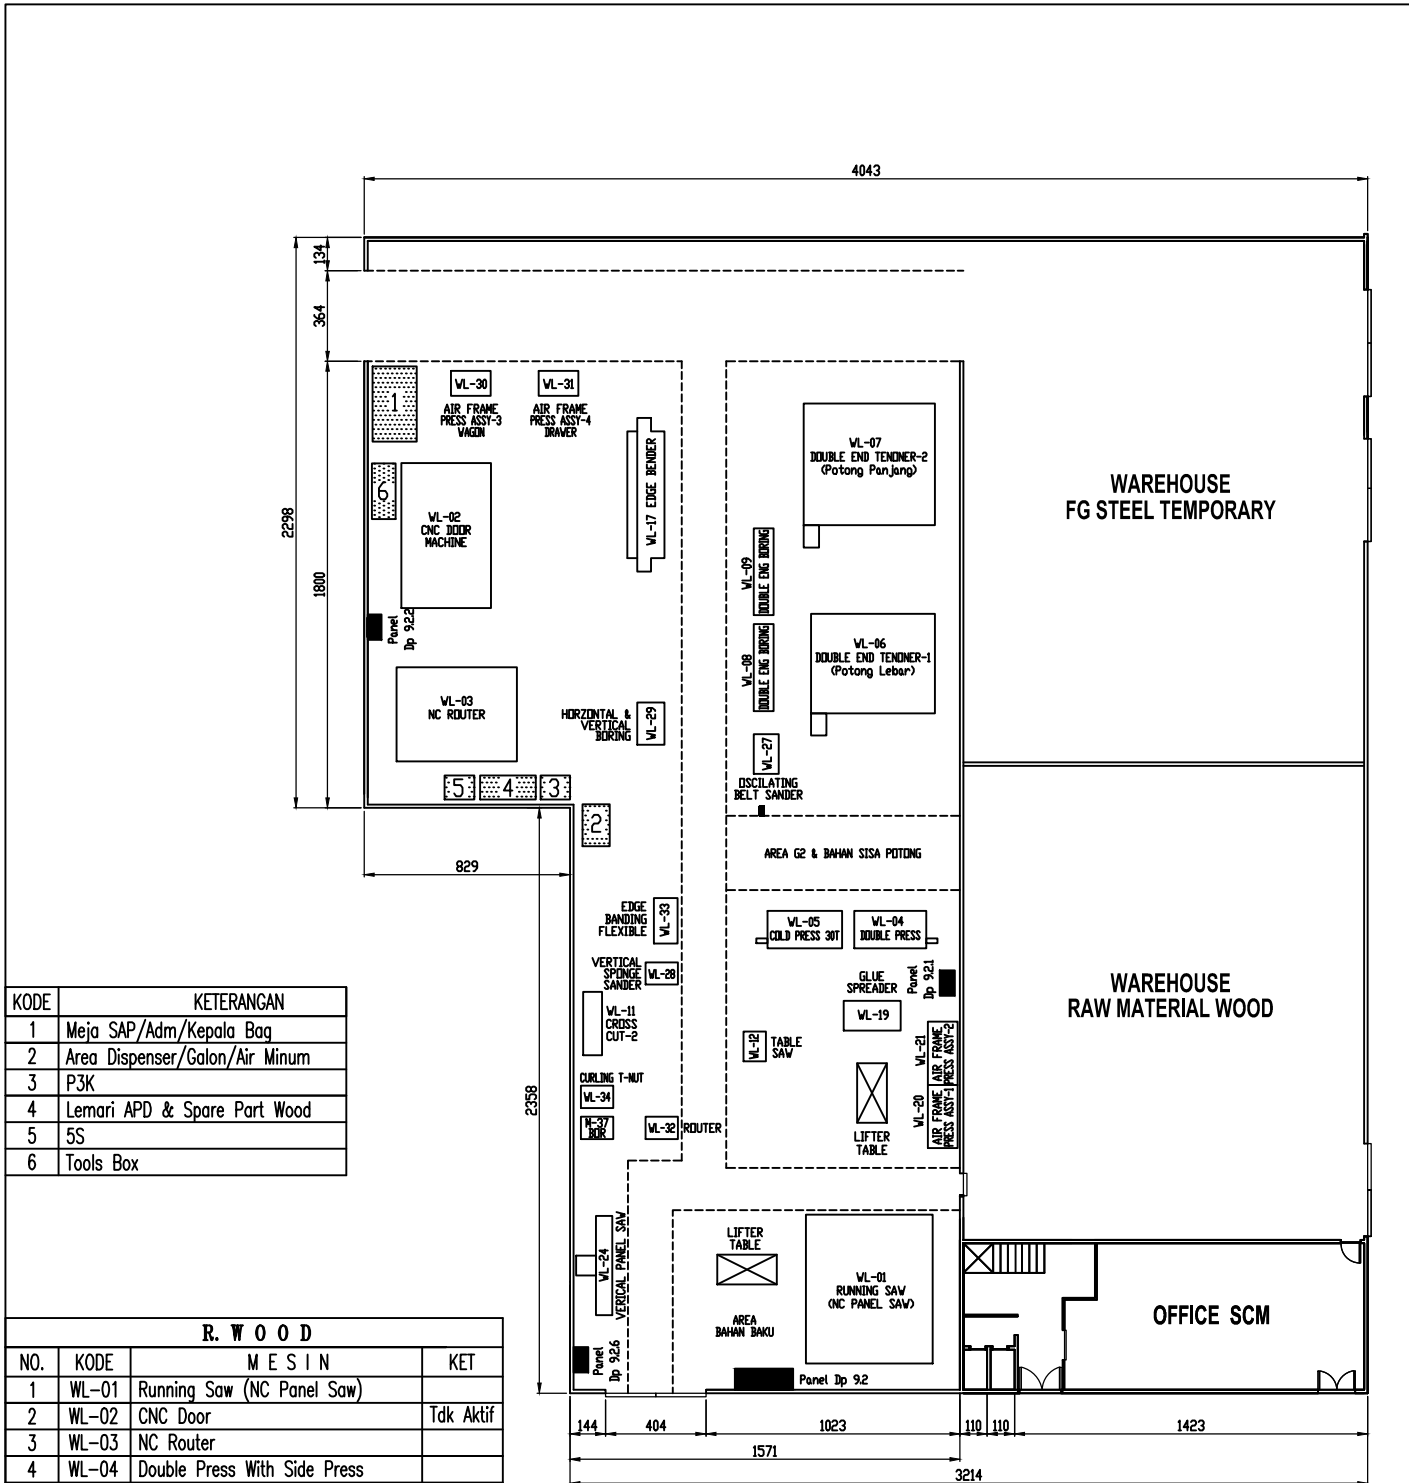 4043
134
364
2298
1800
1
WL-30
AIR FRAME
PRESS ASSY-3
WAGON
WL-31
AIR FRAME
PRESS ASSY-4
DRAWER
6
WL-02
CNC DOOR
MACHINE
WL-17 EDGE BENDER
Panel
Dp 9.2.2
WL-03
NC ROUTER
HORZONTAL &
VERTICAL
BORING
WL-29
5
4
3
2
829
WL-07
DOUBLE END TENONER-2
(Potong Panjang)
WL-09
DOUBLE ENG BORING
WL-08
DOUBLE ENG BORING
WL-06
DOUBLE END TENONER-1
(Potong Lebar)
WL-27
OSCILATING
BELT SANDER
AREA G2 & BAHAN SISA POTONG
WAREHOUSE
FG STEEL TEMPORARY
EDGE
BANDING
FLEXIBLE
WL-33
VERTICAL
SPONGE
SANDER
WL-28
WL-11
CROSS
CUT-2
CURLING T-NUT
WL-34
M-37
BOR
WL-32
ROUTER
2358
WL-05
COLD PRESS 30T
WL-04
DOUBLE PRESS
GLUE
SPREADER
Panel
Dp 9.2.1
WL-19
WL-12
TABLE
SAW
WL-21
AIR FRAME
PRESS ASSY-2
WL-20
AIR FRAME
PRESS ASSY-1
LIFTER
TABLE
WAREHOUSE
RAW MATERIAL WOOD
WL-24
VERICAL PANEL SAW
LIFTER
TABLE
WL-01
RUNNING SAW
(NC PANEL SAW)
AREA
BAHAN BAKU
Panel
Dp 9.2.6
Panel Dp 9.2
OFFICE SCM
144
404
1023
110
110
1423
1571
3214
KODE KETERANGAN
1 Meja SAP/Adm/Kepala Bag
2 Area Dispenser/Galon/Air Minum
3 P3K
4 Lemari APD & Spare Part Wood
5 5S
6 Tools Box
R. W O O D
NO. KODE M E S I N KET
1 WL-01 Running Saw (NC Panel Saw)
2 WL-02 CNC Door Tdk Aktif
3 WL-03 NC Router
4 WL-04 Double Press With Side Press